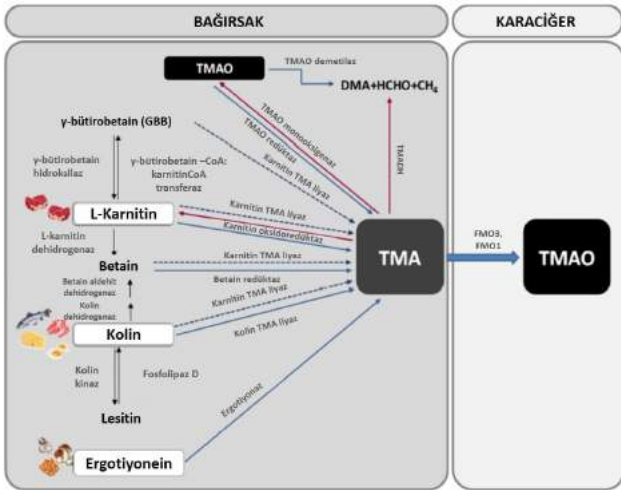 BAĞIRSAK
KARACİĞER
TMAO
TMAO demetilaz
DMA+HCHO+CH₄
γ-bütirobetain (GBB)
TMAO monooksigenaz
TMAO redüktaz
Karnitin TMA liyaz
TMADH
γ-bütirobetain
hidroksilaz
γ-bütirobetain –CoA:
karnitinCoA
transferaz
L-Karnitin
Karnitin TMA liyaz
Karnitin oksidoredüktaz
L-karnitin
dehidrogenaz
Betain
Karnitin TMA liyaz
Betain redüktaz
TMA
FMO3,
FMO1
TMAO
Betain aldehit
dehidrogenaz
Kolin
dehidrogenaz
Karnitin TMA liyaz
Kolin TMA liyaz
Kolin
Kolin
kinaz
Fosfolipaz D
Lesitin
Ergotiyonaz
Ergotiyonein